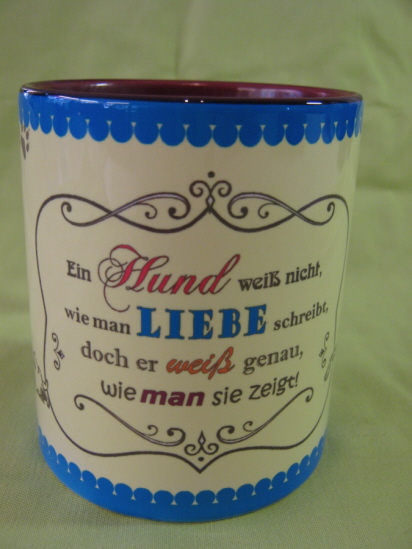 Ein Hund weiß nicht,
wie man LIEBE schreibt,
doch er weiß genau,
wie man sie zeigt!